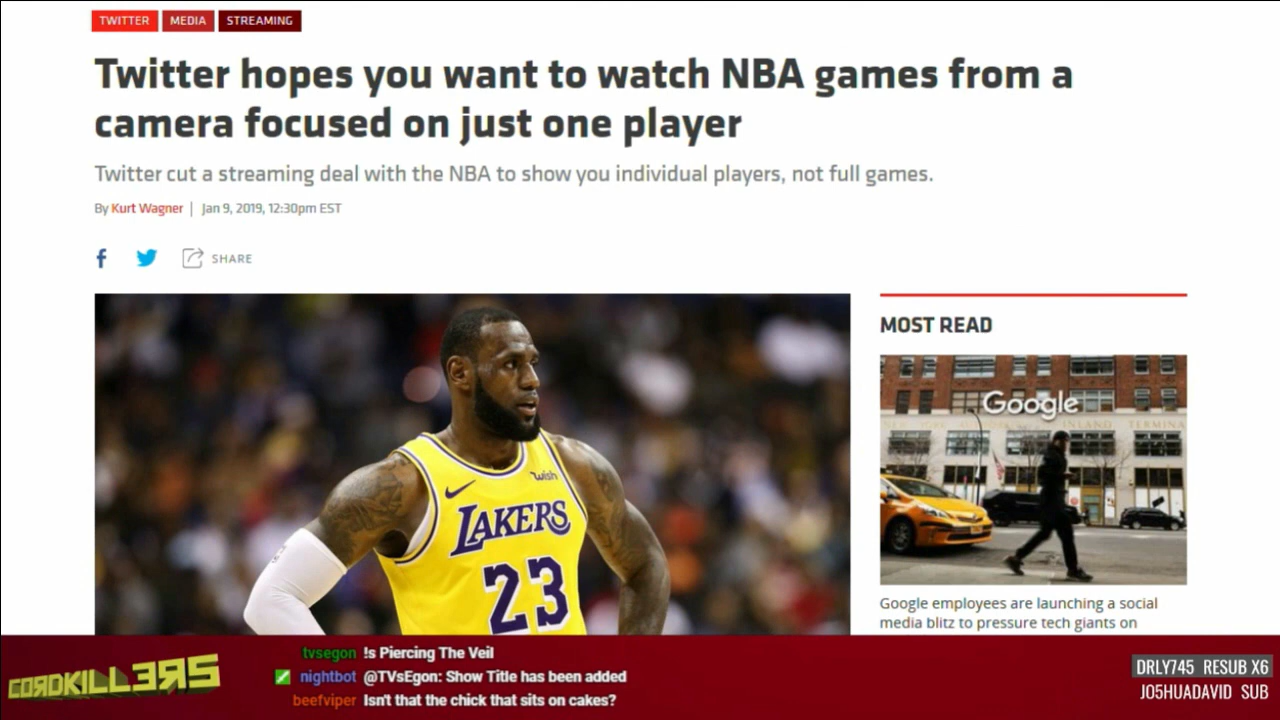 TWITTER MEDIA STREAMING
Twitter hopes you want to watch NBA games from a
camera focused on just one player
Twitter cut a streaming deal with the NBA to show you individual players, not full games.
By Kurt Wagner | Jan 9, 2019, 12:30pm EST
SHARE
wish
LAKERS
23
MOST READ
Google
INLAND TERMINA
Google employees are launching a social
media blitz to pressure tech giants on
CORDKILL3RS
tvsegon !s Piercing The Veil
nightbot @TVsEgon: Show Title has been added
beefviper Isn't that the chick that sits on cakes?
DRLY745 RESUB X6
JO5HUADAVID SUB